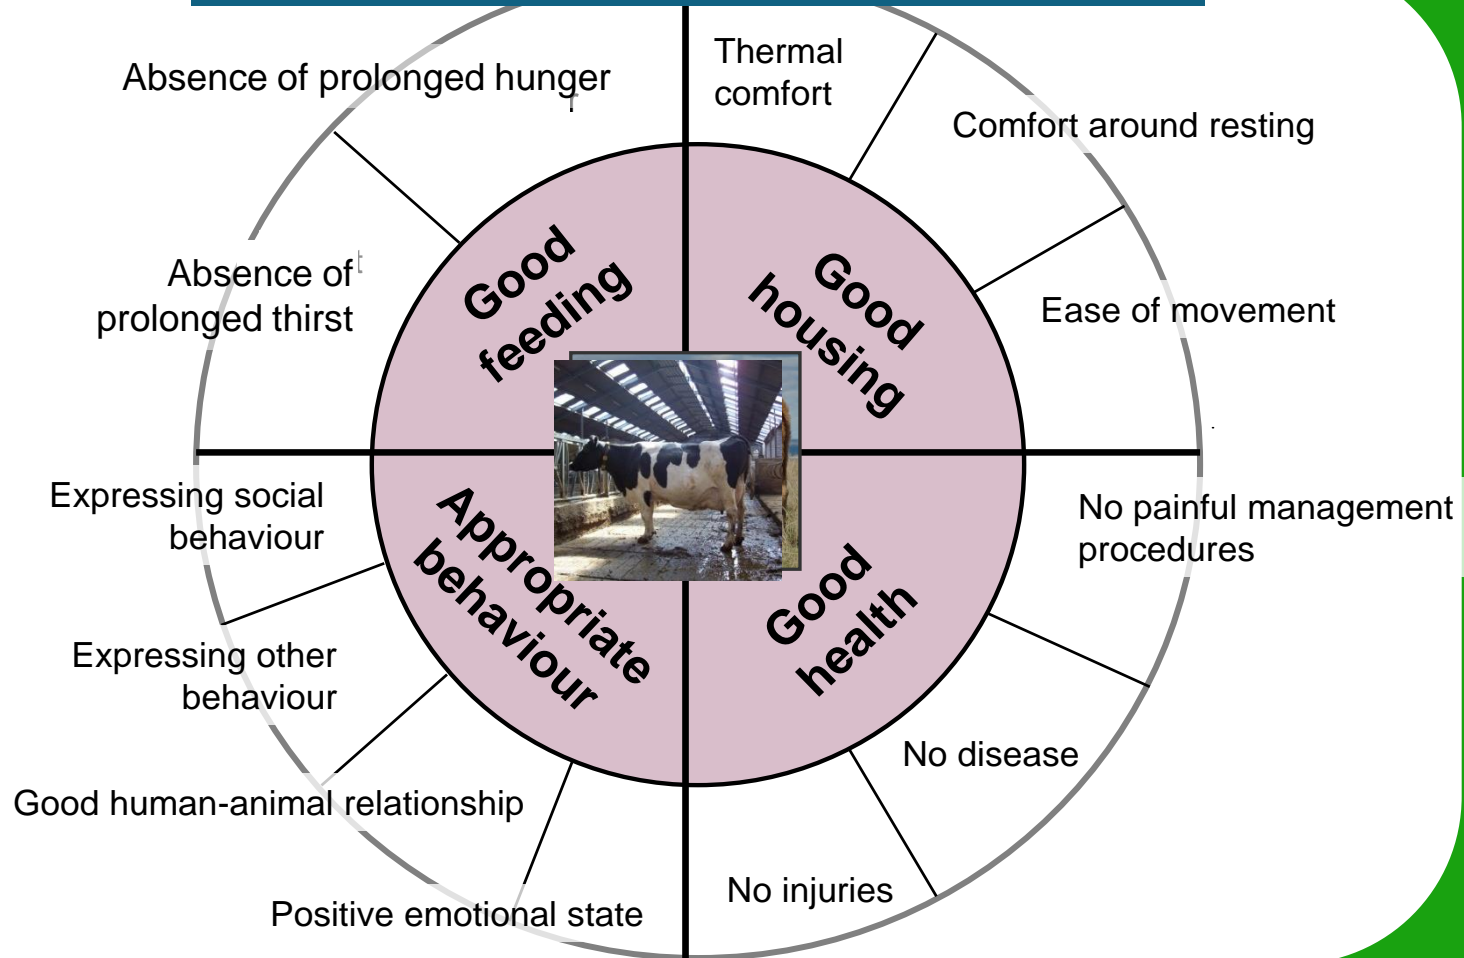 Absence of prolonged hunger
Thermal
comfort
Comfort around resting
Good
feeding
Good
housing
Absence of
prolonged thirst
Ease of movement
Expressing social
behaviour
Appropriate
behaviour
Good
health
No painful management
procedures
Expressing other
behaviour
No disease
Good human-animal relationship
No injuries
Positive emotional state